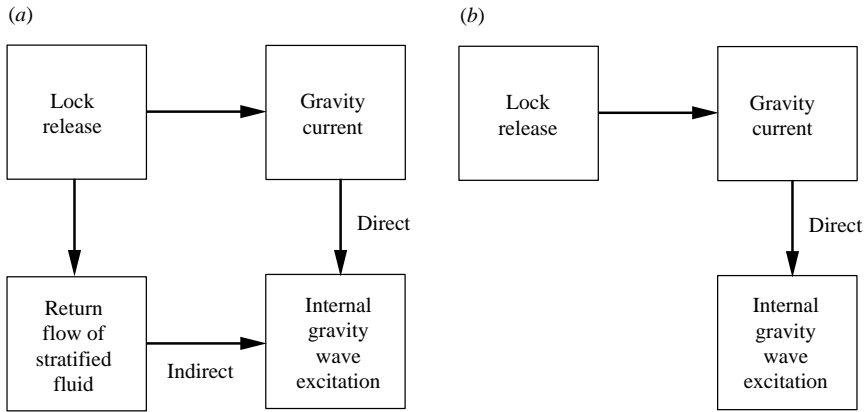 (a)
Lock
release
Gravity
current
Direct
Return
flow of
stratified
fluid
Indirect
Internal
gravity
wave
excitation
(b)
Lock
release
Gravity
current
Direct
Internal
gravity
wave
excitation